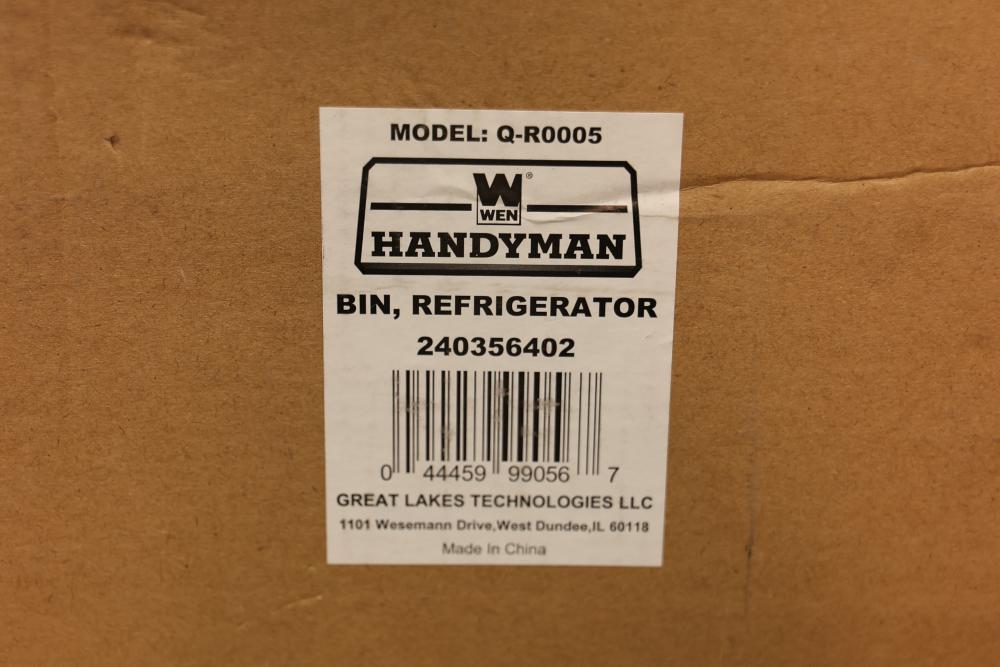 MODEL: Q-R0005
W®
WEN
HANDYMAN
BIN, REFRIGERATOR
240356402
0 44459 99056 7
GREAT LAKES TECHNOLOGIES LLC
1101 Wesemann Drive,West Dundee,IL 60118
Made In China